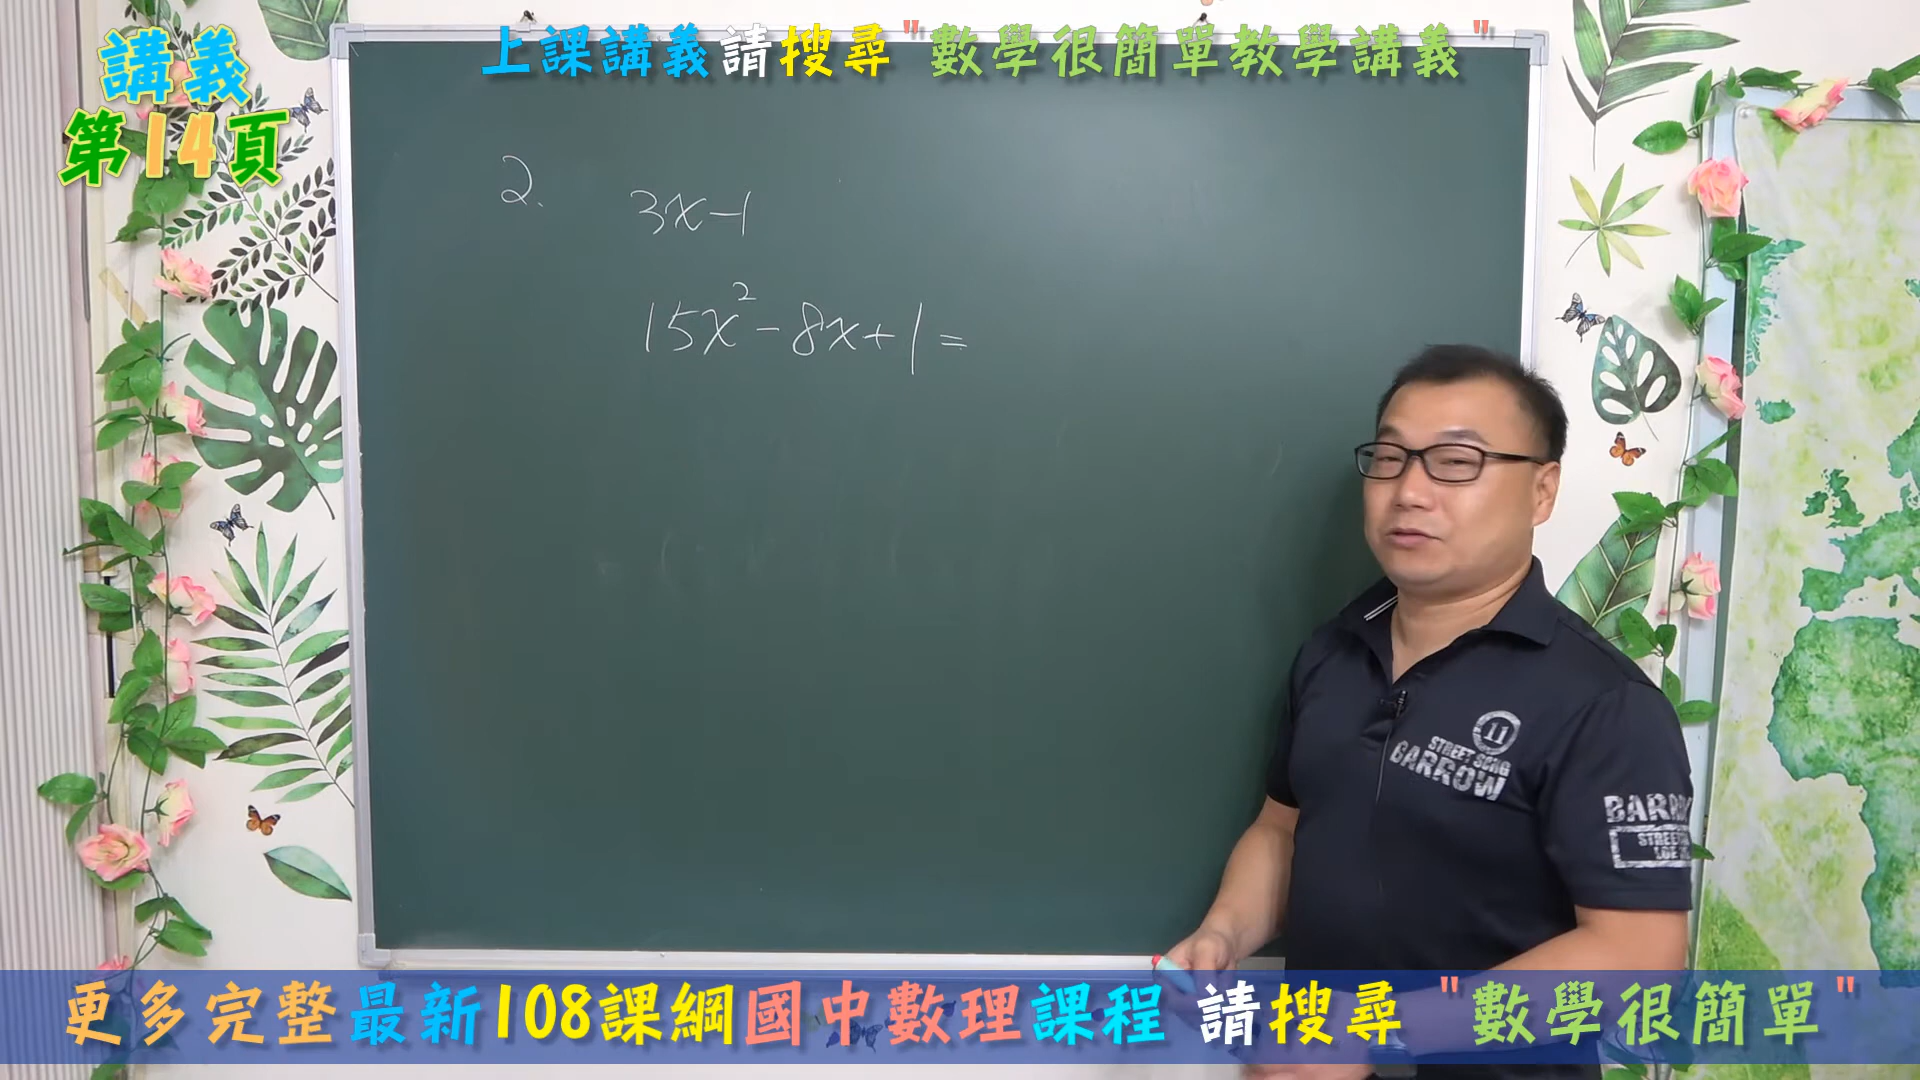 上課講義請搜尋"數學很簡單教學講義"
講義
第14頁
2. 3x-1
15x²-8x+1=
11
STREET SONG
BARROW
更多完整最新108課綱國中數理課程 請搜尋 "數學很簡單"